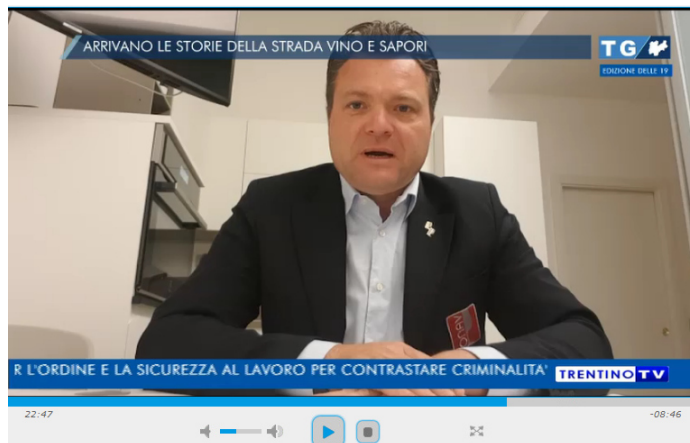 ARRIVANO LE STORIE DELLA STRADA VINO E SAPORI
TG
EDIZIONE DELLE 19
R L'ORDINE E LA SICUREZZA AL LAVORO PER CONTRASTARE CRIMINALITA'
TRENTINO TV
22:47
-08:46